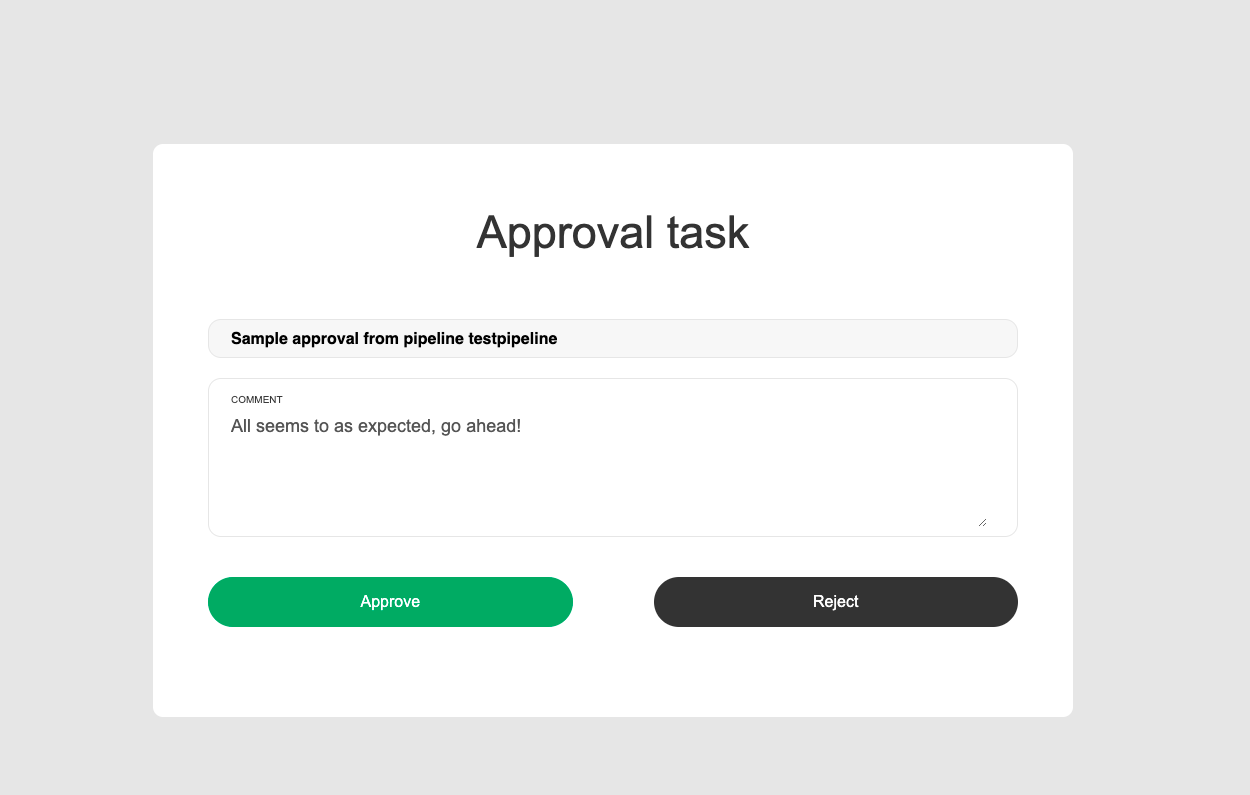 Approval task
Sample approval from pipeline testpipeline
COMMENT
All seems to as expected, go ahead!
Approve
Reject